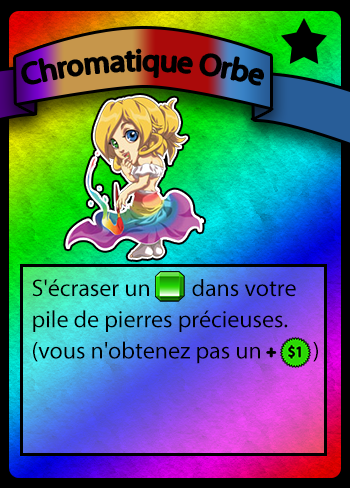 Chromatique Orbe
S'écraser un dans votre
pile de pierres précieuses.
(vous n'obtenez pas un + $1)